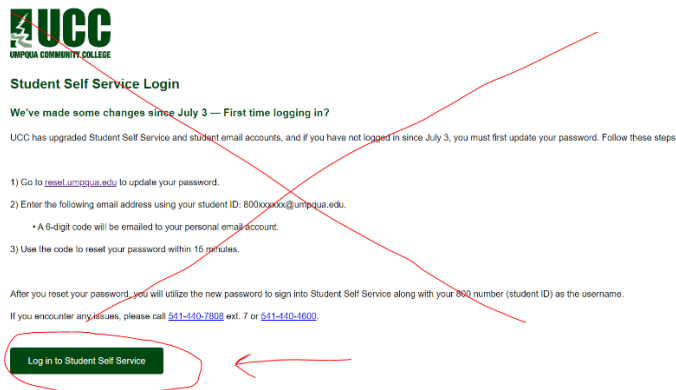 UCC
UMPQUA COMMUNITY COLLEGE
Student Self Service Login
We've made some changes since July 3 — First time logging in?
UCC has upgraded Student Self Service and student email accounts, and if you have not logged in since July 3, you must first update your password. Follow these steps
1) Go to reset.umpqua.edu to update your password.
2) Enter the following email address using your student ID: 800xxxxxx@umpqua.edu.
• A 6-digit code will be emailed to your personal email account.
3) Use the code to reset your password within 15 minutes.
After you reset your password, you will utilize the new password to sign into Student Self Service along with your 800 number (student ID) as the username.
If you encounter any issues, please call 541-440-7808 ext. 7 or 541-440-4600.
Log in to Student Self Service